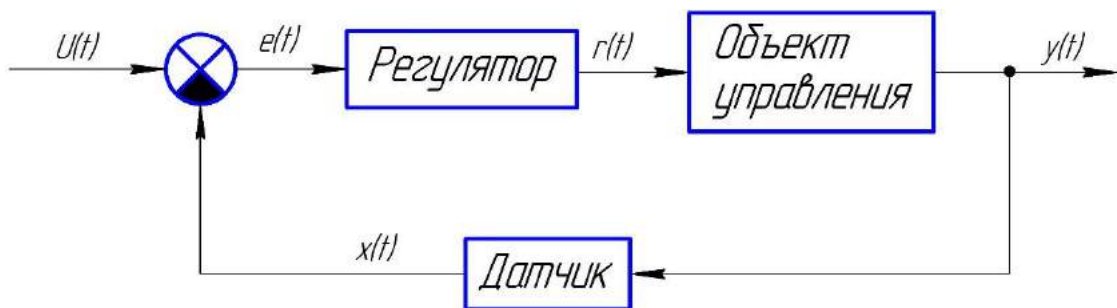 U(t)
e(t)
Регулятор
r(t)
Объект
управления
y(t)
x(t)
Датчик